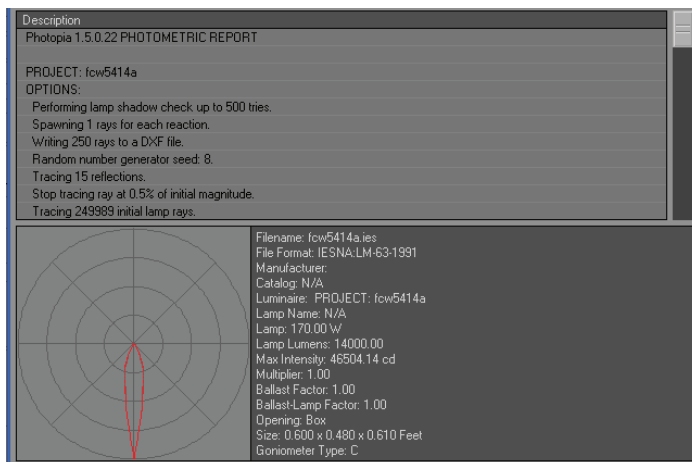 Description
Photopia 1.5.0.22 PHOTOMETRIC REPORT
PROJECT: fcw5414a
OPTIONS:
Performing lamp shadow check up to 500 tries.
Spawning 1 rays for each reaction.
Writing 250 rays to a DXF file.
Random number generator seed: 8.
Tracing 15 reflections.
Stop tracing ray at 0.5% of initial magnitude.
Tracing 249989 initial lamp rays.
Filename: fcw5414a.ies
File Format: IESNA:LM-63-1991
Manufacturer:
Catalog: N/A
Luminaire: PROJECT: fcw5414a
Lamp Name: N/A
Lamp: 170.00 W
Lamp Lumens: 14000.00
Max Intensity: 46504.14 cd
Multiplier: 1.00
Ballast Factor: 1.00
Ballast-Lamp Factor: 1.00
Opening: Box
Size: 0.600 x 0.480 x 0.610 Feet
Goniometer Type: C